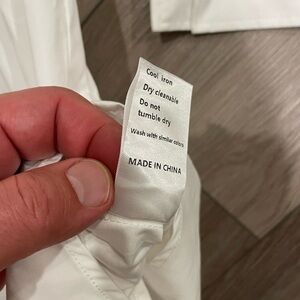 Cool iron
Dry cleanable
Do not
tumble dry
Wash with similar colors
MADE IN CHINA